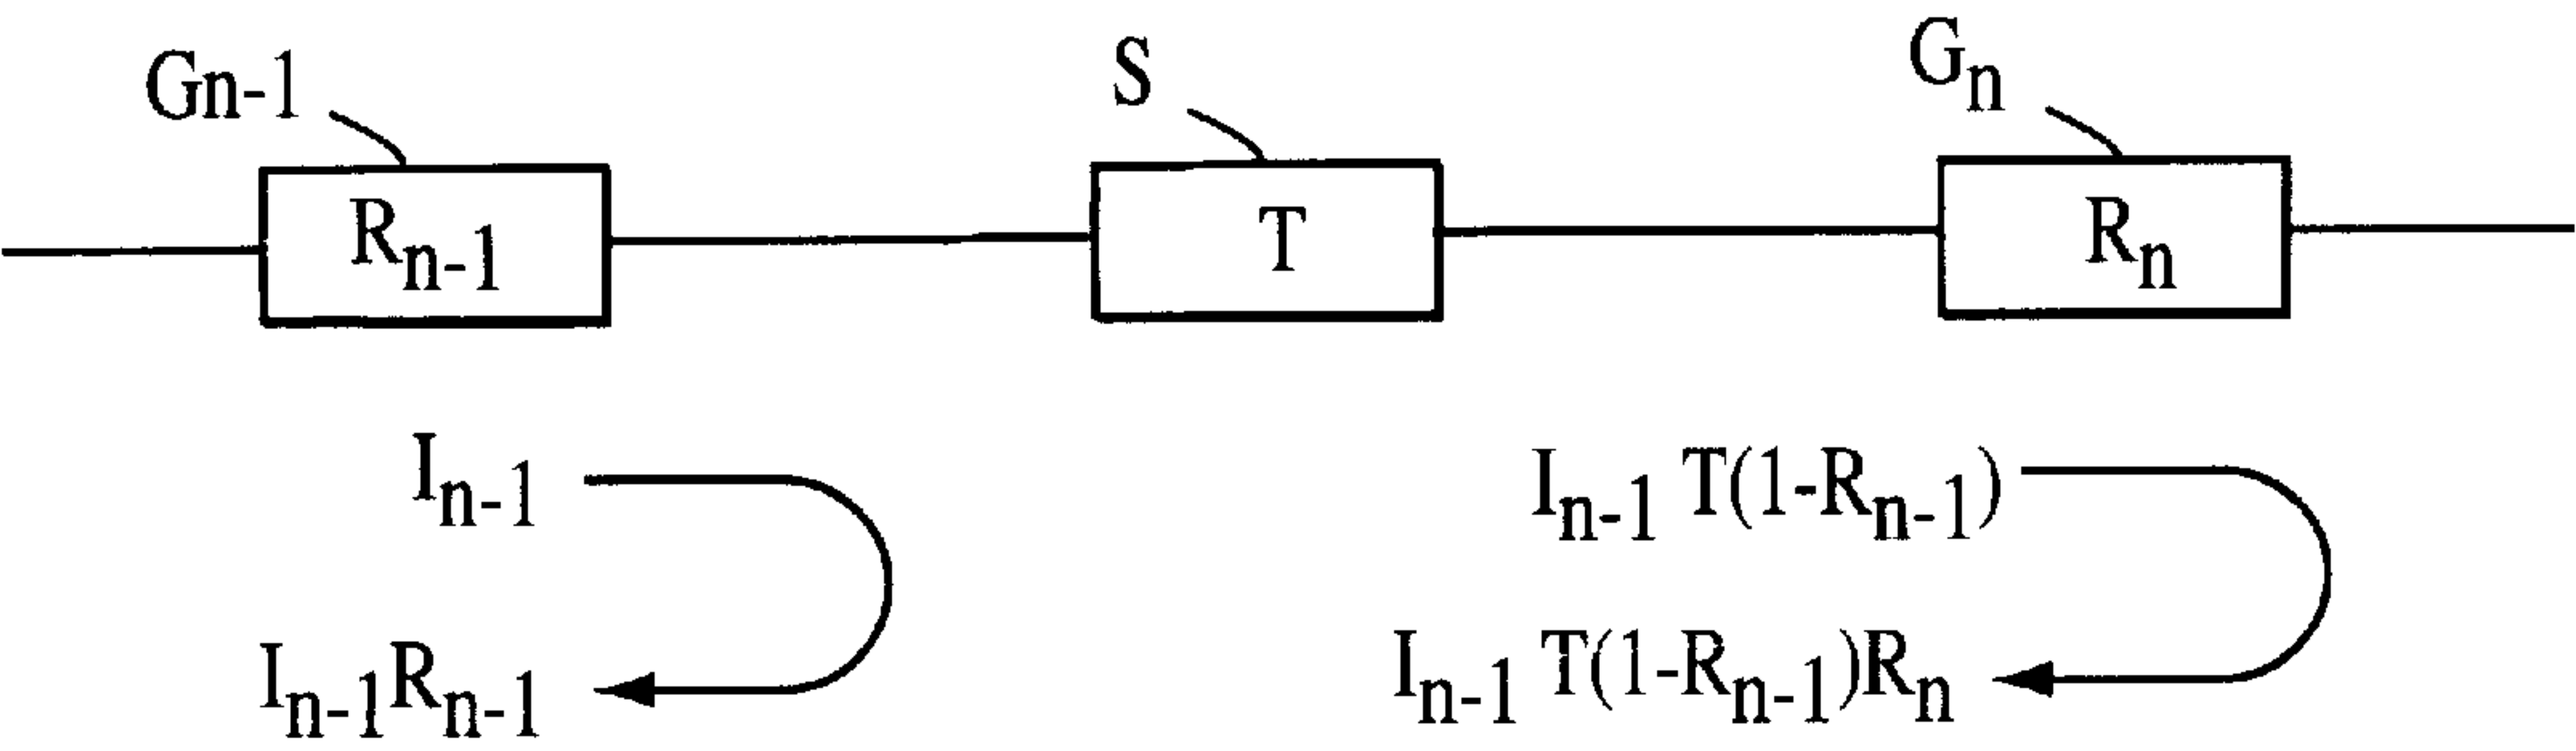 Gn-1
S
Gn
Rn-1
T
Rn
In-1
In-1 T(1-Rn-1)
In-1Rn-1
In-1 T(1-Rn-1)Rn